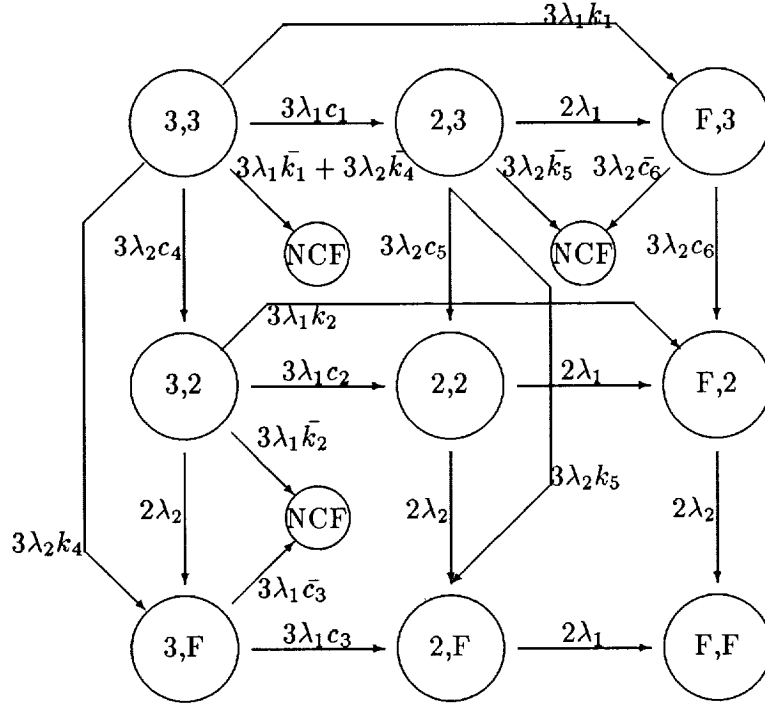 3λ₁k₁
3,3
3λ₁c₁
2,3
2λ₁
F,3
3λ₁k̄₁ + 3λ₂k̄₄
3λ₂k̄₅
3λ₂c̄₆
3λ₂c₄
NCF
3λ₂c₅
NCF
3λ₂c₆
3λ₁k₂
3,2
3λ₁c₂
2,2
2λ₁
F,2
3λ₁k̄₂
3λ₂k₅
2λ₂
NCF
2λ₂
2λ₂
3λ₂k₄
3λ₁c̄₃
3,F
3λ₁c₃
2,F
2λ₁
F,F